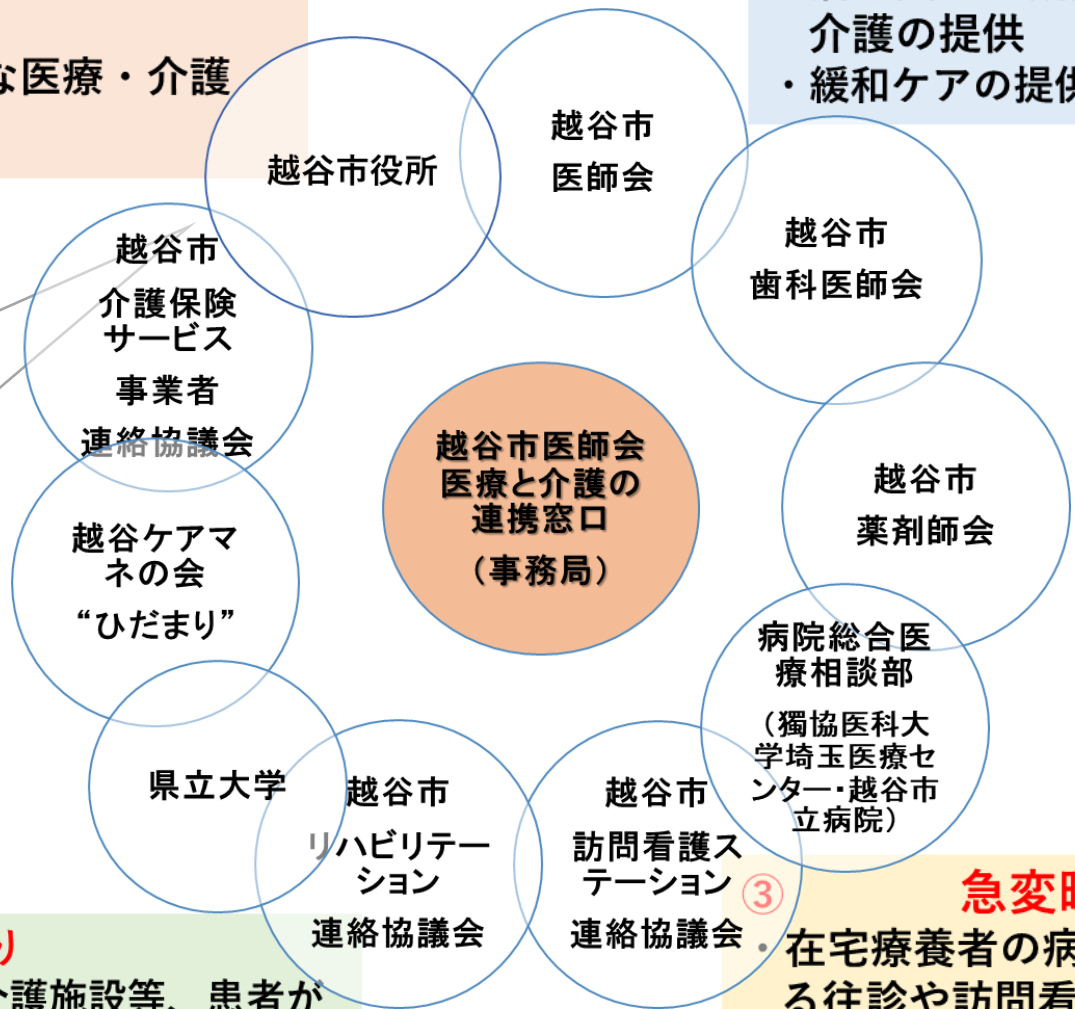 な医療・介護
介護の提供
・緩和ケアの提供
越谷市役所
越谷市
医師会
越谷市
歯科医師会
越谷市
薬剤師会
病院総合医
療相談部
（獨協医科大
学埼玉医療セ
ンター・越谷市
立病院）
越谷市
訪問看護ス
テーション
連絡協議会
越谷市
リハビリテー
ション
連絡協議会
県立大学
越谷ケアマ
ネの会
“ひだまり”
越谷市
介護保険
サービス
事業者
連絡協議会
越谷市医師会
医療と介護の
連携窓口
（事務局）
り
介護施設等、患者が
③
急変時
・在宅療養者の病
る往診や訪問看